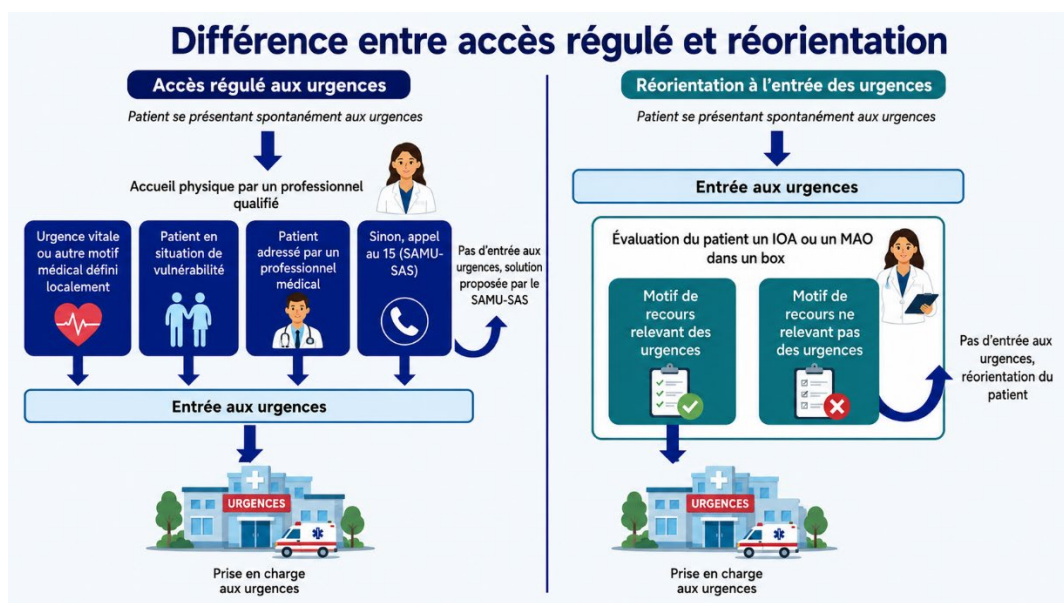 Différence entre accès régulé et réorientation
Accès régulé aux urgences
Patient se présentant spontanément aux urgences
Accueil physique par un professionnel
qualifié
Urgence vitale
ou autre motif
médical défini
localement
Patient en
situation de
vulnérabilité
Patient
adressé par un
professionnel
médical
Sinon, appel
au 15 (SAMU-
SAS)
Pas d'entrée aux
urgences, solution
proposée par le
SAMU-SAS
Entrée aux urgences
URGENCES
Prise en charge
aux urgences
Réorientation à l'entrée des urgences
Patient se présentant spontanément aux urgences
Entrée aux urgences
Évaluation du patient un IOA ou un MAO
dans un box
Motif de
recours
relevant des
urgences
Motif de
recours ne
relevant pas
des urgences
Pas d'entrée aux
urgences,
réorientation du
patient
URGENCES
Prise en charge
aux urgences